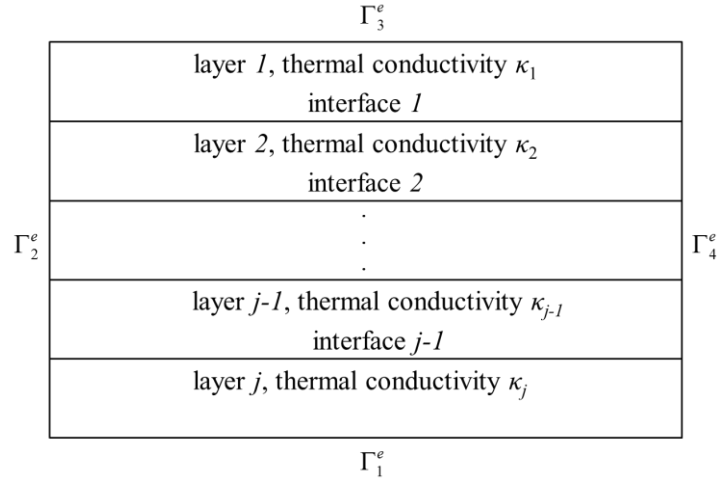 Γ₃ᵉ
layer 1, thermal conductivity κ₁
interface 1
layer 2, thermal conductivity κ₂
interface 2
.
.
.
Γ₂ᵉ
Γ₄ᵉ
layer j-1, thermal conductivity κⱼ₋₁
interface j-1
layer j, thermal conductivity κⱼ
Γ₁ᵉ